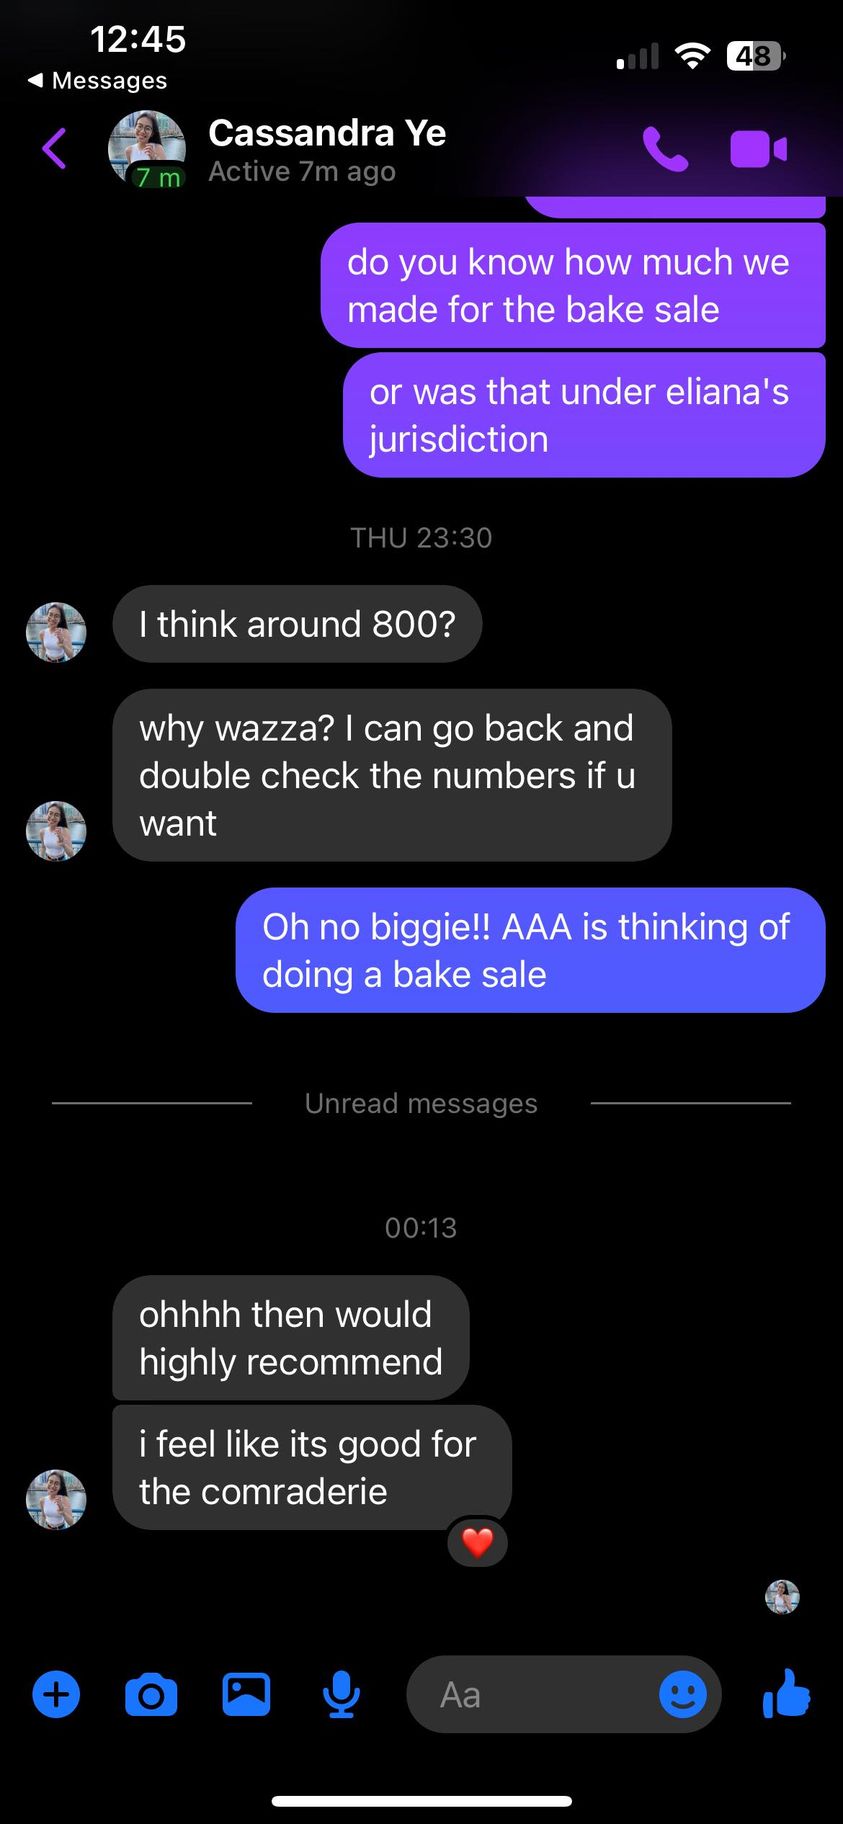 12:45
48
◀ Messages
Cassandra Ye
Active 7m ago
7 m
do you know how much we
made for the bake sale
or was that under eliana's
jurisdiction
THU 23:30
I think around 800?
why wazza? I can go back and
double check the numbers if u
want
Oh no biggie!! AAA is thinking of
doing a bake sale
Unread messages
00:13
ohhhh then would
highly recommend
i feel like its good for
the comraderie
Aa